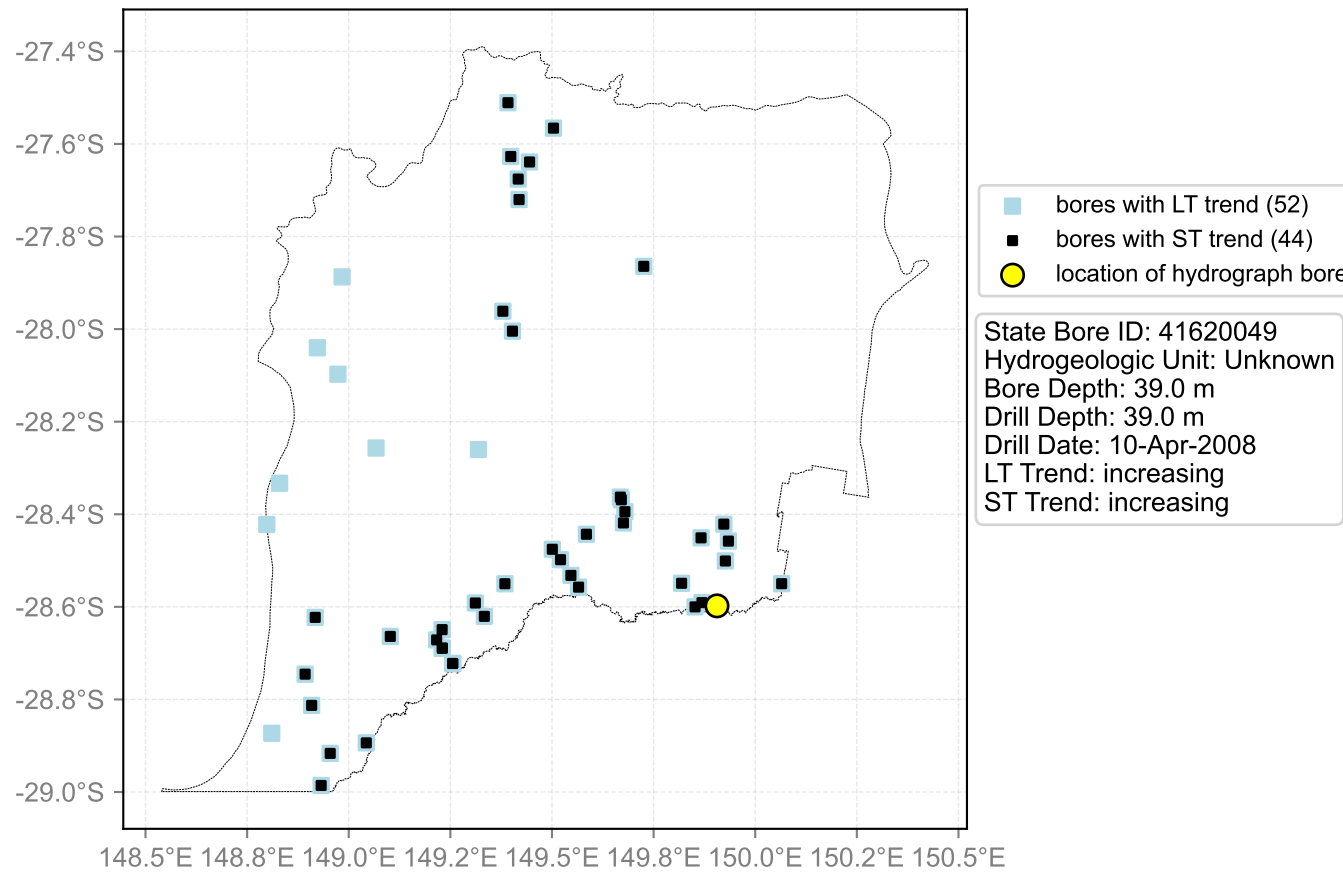 -27.4°S
-27.6°S
-27.8°S
-28.0°S
-28.2°S
-28.4°S
-28.6°S
-28.8°S
-29.0°S
148.5°E 148.8°E 149.0°E 149.2°E 149.5°E 149.8°E 150.0°E 150.2°E 150.5°E
bores with LT trend (52)
bores with ST trend (44)
location of hydrograph bore
State Bore ID: 41620049
Hydrogeologic Unit: Unknown
Bore Depth: 39.0 m
Drill Depth: 39.0 m
Drill Date: 10-Apr-2008
LT Trend: increasing
ST Trend: increasing